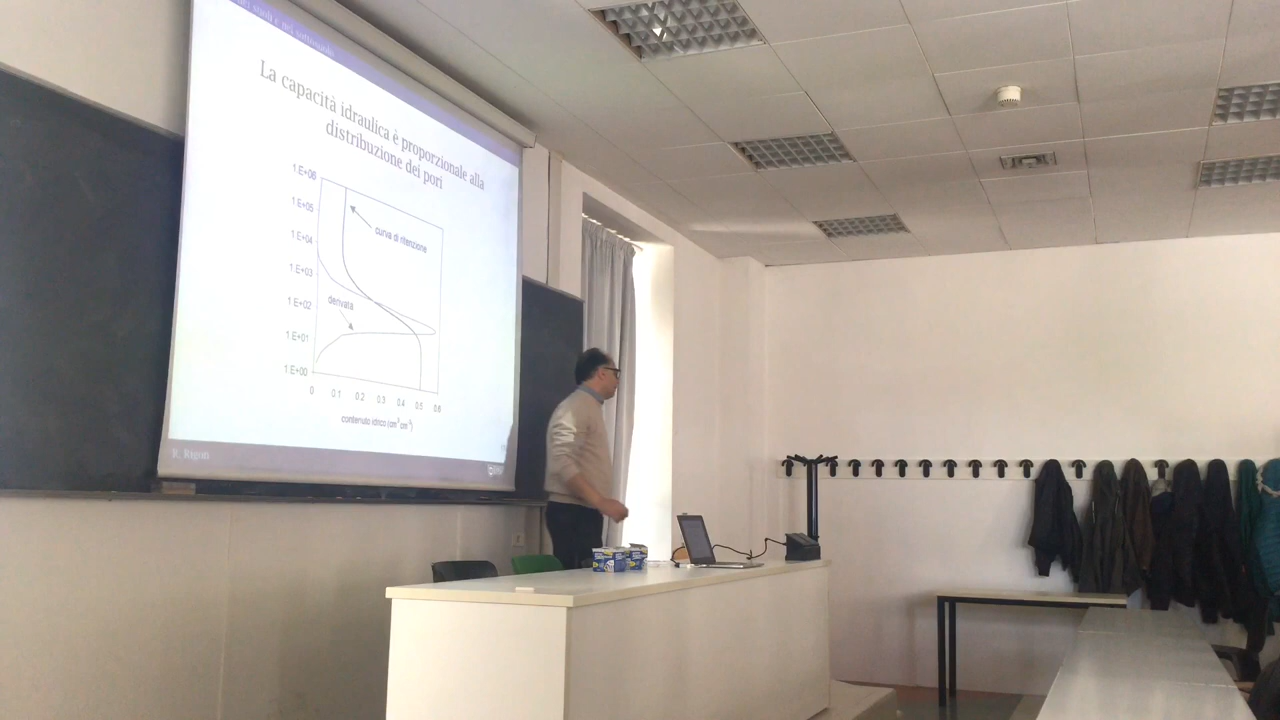 La capacità idraulica è proporzionale alla
distribuzione dei pori
1.E+06
1.E+05
1.E+04
1.E+03
1.E+02
1.E+01
1.E+00
curva di ritenzione
derivata
0 0.1 0.2 0.3 0.4 0.5 0.6
contenuto idrico (cm³ cm⁻³)
R. Rigon